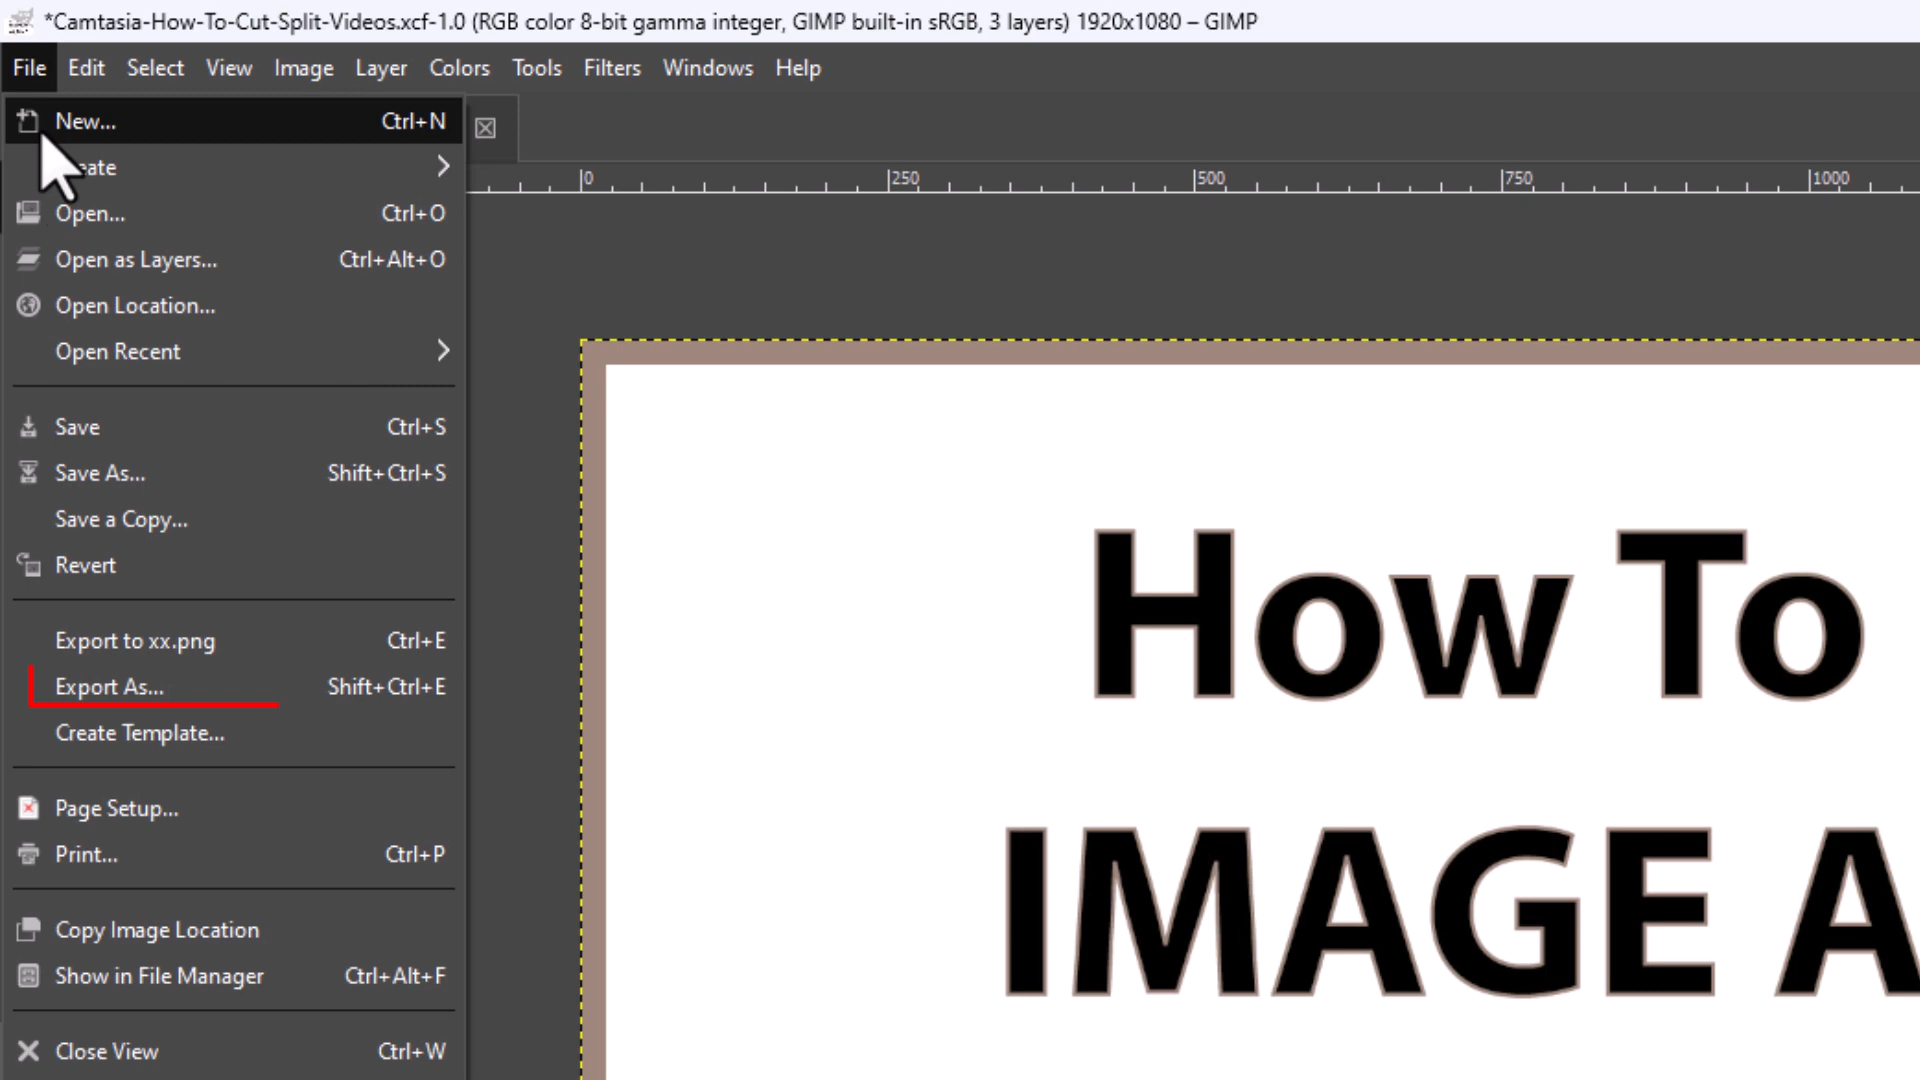 *Camtasia-How-To-Cut-Split-Videos.xcf-1.0 (RGB color 8-bit gamma integer, GIMP built-in sRGB, 3 layers) 1920x1080 – GIMP
File Edit Select View Image Layer Colors Tools Filters Windows Help
New... Ctrl+N
eate
Open... Ctrl+O
Open as Layers... Ctrl+Alt+O
Open Location...
Open Recent
Save Ctrl+S
Save As... Shift+Ctrl+S
Save a Copy...
Revert
Export to xx.png Ctrl+E
Export As... Shift+Ctrl+E
Create Template...
Page Setup...
Print... Ctrl+P
Copy Image Location
Show in File Manager Ctrl+Alt+F
Close View Ctrl+W
0 250 500 750 1000
How To
IMAGE A